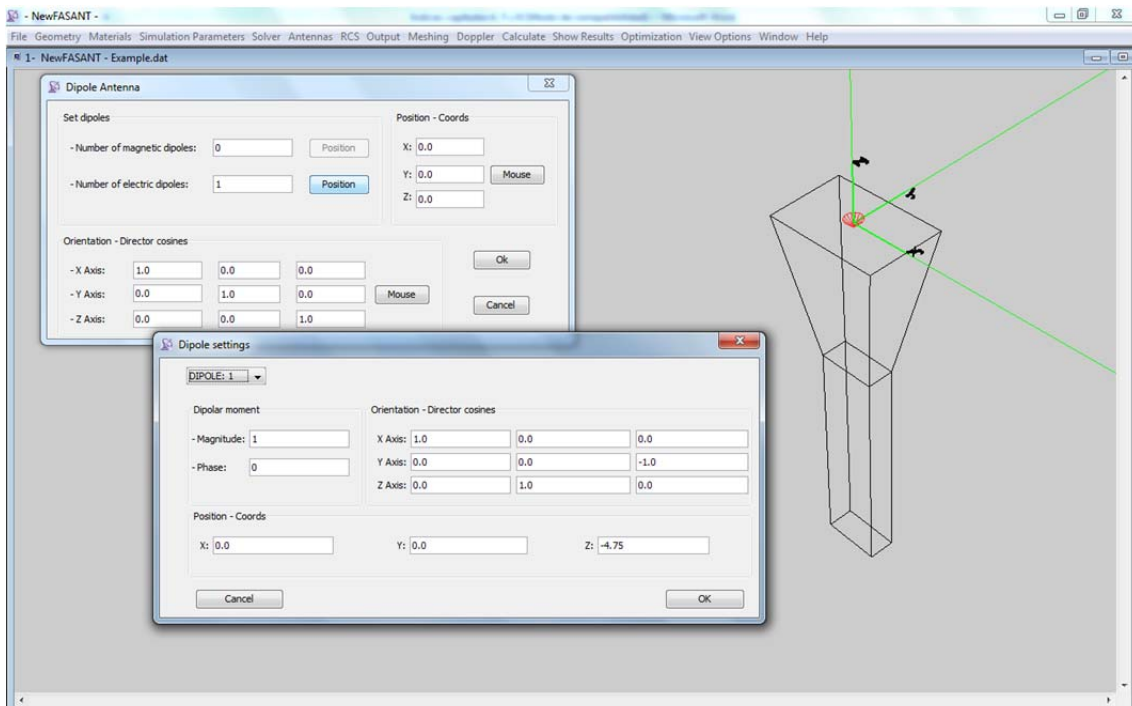 - NewFASANT -
File Geometry Materials Simulation Parameters Solver Antennas RCS Output Meshing Doppler Calculate Show Results Optimization View Options Window Help
1- NewFASANT - Example.dat
Dipole Antenna
Set dipoles
- Number of magnetic dipoles: 0 Position
- Number of electric dipoles: 1 Position
Position - Coords
X: 0.0
Y: 0.0 Mouse
Z: 0.0
Orientation - Director cosines
- X Axis: 1.0 0.0 0.0
- Y Axis: 0.0 1.0 0.0 Mouse
- Z Axis: 0.0 0.0 1.0
Ok
Cancel
Dipole settings
DIPOLE: 1
Dipolar moment
- Magnitude: 1
- Phase: 0
Orientation - Director cosines
X Axis: 1.0 0.0 0.0
Y Axis: 0.0 0.0 -1.0
Z Axis: 0.0 1.0 0.0
Position - Coords
X: 0.0 Y: 0.0 Z: -4.75
Cancel OK